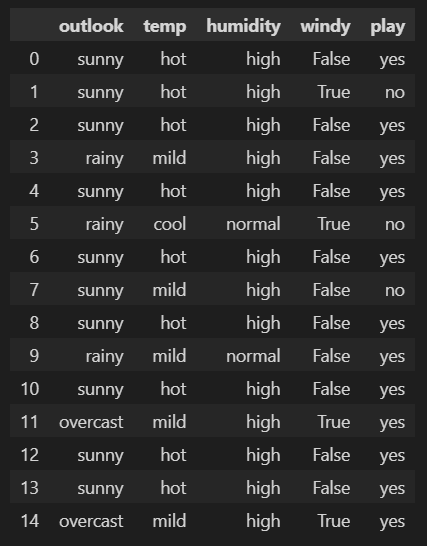 outlook temp humidity windy play
0 sunny hot high False yes
1 sunny hot high True no
2 sunny hot high False yes
3 rainy mild high False yes
4 sunny hot high False yes
5 rainy cool normal True no
6 sunny hot high False yes
7 sunny mild high False no
8 sunny hot high False yes
9 rainy mild normal False yes
10 sunny hot high False yes
11 overcast mild high True yes
12 sunny hot high False yes
13 sunny hot high False yes
14 overcast mild high True yes